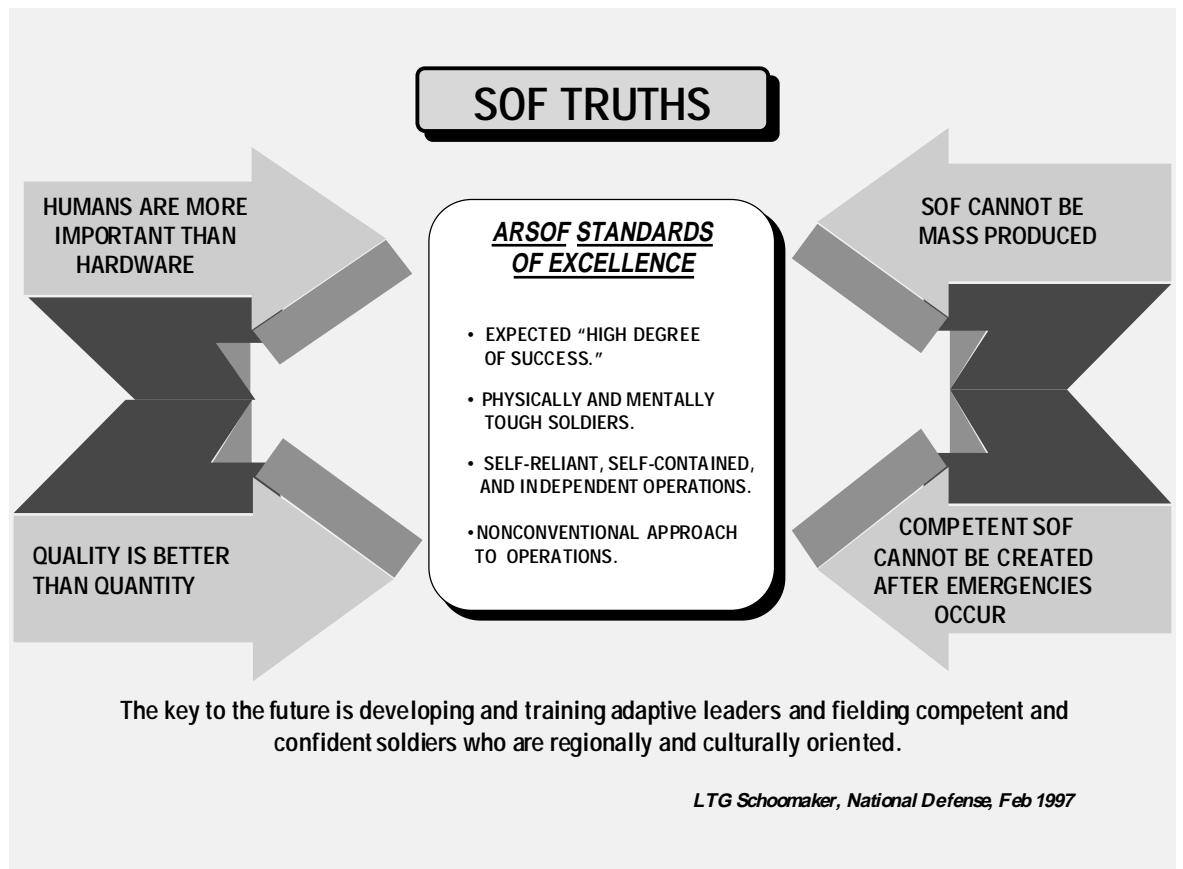 SOF TRUTHS
HUMANS ARE MORE
IMPORTANT THAN
HARDWARE
QUALITY IS BETTER
THAN QUANTITY
ARSOF STANDARDS
OF EXCELLENCE
• EXPECTED “HIGH DEGREE
OF SUCCESS.”
• PHYSICALLY AND MENTALLY
TOUGH SOLDIERS.
• SELF-RELIANT, SELF-CONTAINED,
AND INDEPENDENT OPERATIONS.
•NONCONVENTIONAL APPROACH
TO OPERATIONS.
SOF CANNOT BE
MASS PRODUCED
COMPETENT SOF
CANNOT BE CREATED
AFTER EMERGENCIES
OCCUR
The key to the future is developing and training adaptive leaders and fielding competent and
confident soldiers who are regionally and culturally oriented.
LTG Schoomaker, National Defense, Feb 1997